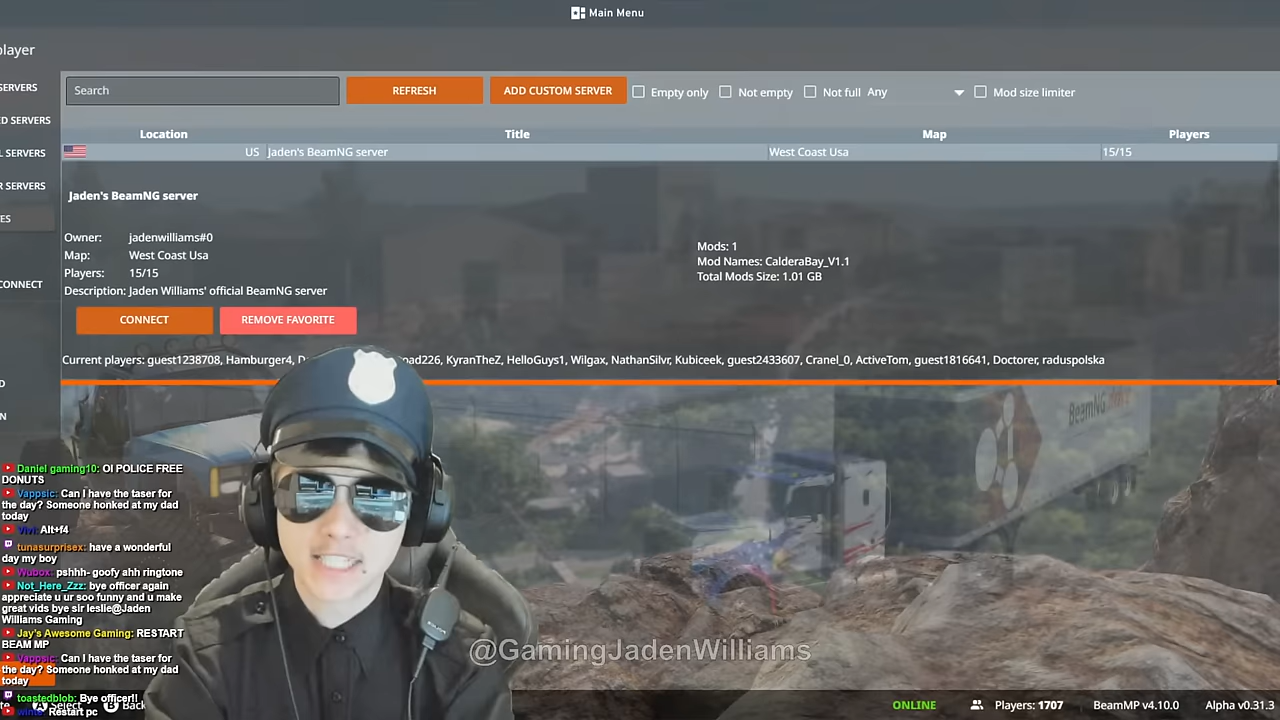 Main Menu
player
SERVERS
Search
REFRESH
ADD CUSTOM SERVER
Empty only
Not empty
Not full
Any
Mod size limiter
D SERVERS
Location
Title
Map
Players
L SERVERS
US
Jaden's BeamNG server
West Coast Usa
15/15
R SERVERS
Jaden's BeamNG server
ES
Owner: jadenwilliams#0
Map: West Coast Usa
Players: 15/15
Description: Jaden Williams' official BeamNG server
Mods: 1
Mod Names: CalderaBay_V1.1
Total Mods Size: 1.01 GB
CONNECT
CONNECT
REMOVE FAVORITE
Current players: guest1238708, Hamburger4, KyranTheZ, HelloGuys1, Wilgax, NathanSilvr, Kubiceek, guest2433607, Cranel_0, ActiveTom, guest1816641, Doctorer, raduspolska
D
N
BeamNG
Daniel gaming10: OI POLICE FREE
DONUTS
Vappsic: Can I have the taser for
the day? Someone honked at my dad
today
Vivi: Alt+f4
tunasurprisex: have a wonderful
day my boy
Wubox: pshhh- goofy ahh ringtone
Not_Here_Zzz: bye officer again
appreciate u ur soo funny and u make
great vids bye sir leslie@Jaden
Williams Gaming
Jay's Awesome Gaming: RESTART
BEAM MP
Vappsic: Can I have the taser for
the day? Someone honked at my dad
today
toastedblob: Bye officer!!
Restart pc
A Select
B Back
POLICE
@GamingJadenWilliams
ONLINE
Players: 1707
BeamMP v4.10.0
Alpha v0.31.3